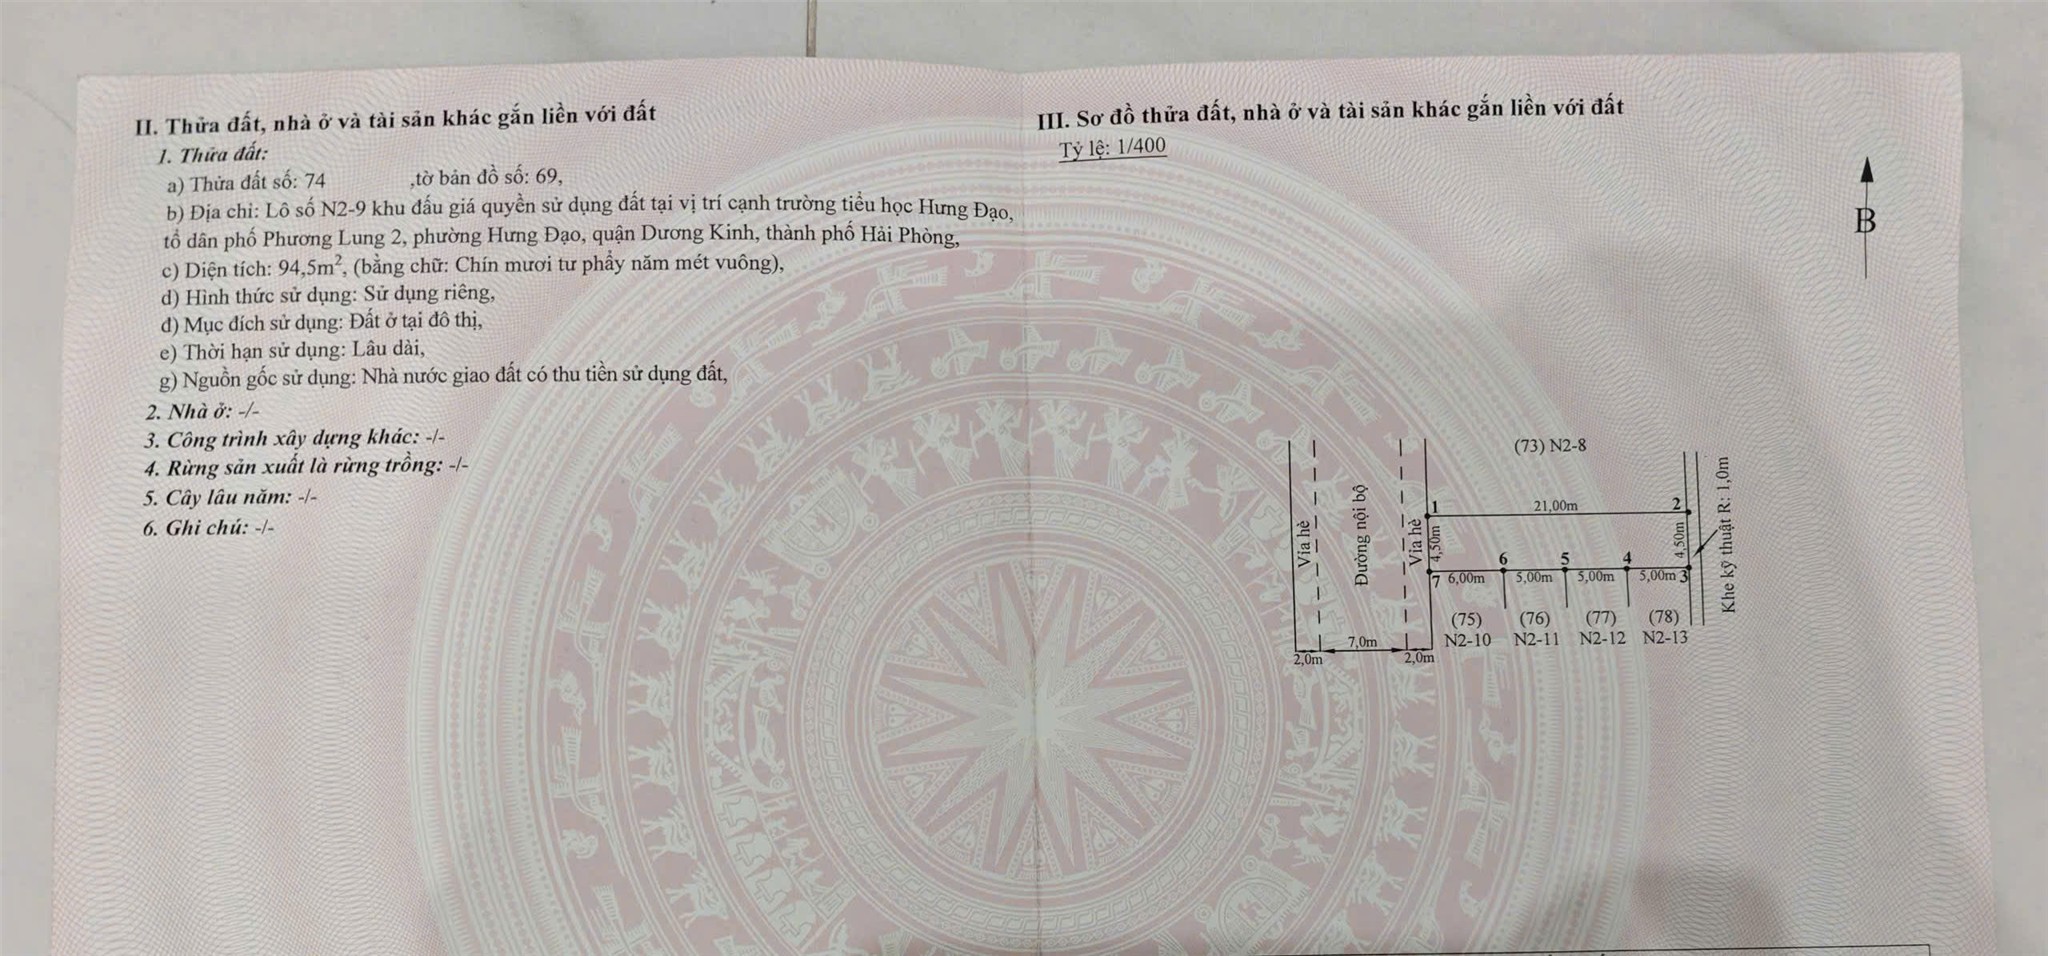 II. Thửa đất, nhà ở và tài sản khác gắn liền với đất
1. Thửa đất:
a) Thửa đất số: 74 ,tờ bản đồ số: 69,
b) Địa chỉ: Lô số N2-9 khu đấu giá quyền sử dụng đất tại vị trí cạnh trường tiểu học Hưng Đạo,
tổ dân phố Phương Lung 2, phường Hưng Đạo, quận Dương Kinh, thành phố Hải Phòng,
c) Diện tích: 94,5m², (bằng chữ: Chín mươi tư phẩy năm mét vuông),
d) Hình thức sử dụng: Sử dụng riêng,
đ) Mục đích sử dụng: Đất ở tại đô thị,
e) Thời hạn sử dụng: Lâu dài,
g) Nguồn gốc sử dụng: Nhà nước giao đất có thu tiền sử dụng đất,
2. Nhà ở: -/-
3. Công trình xây dựng khác: -/-
4. Rừng sản xuất là rừng trồng: -/-
5. Cây lâu năm: -/-
6. Ghi chú: -/-
III. Sơ đồ thửa đất, nhà ở và tài sản khác gắn liền với đất
Tỷ lệ: 1/400
B
(73) N2-8
1 21,00m 2
Vỉa hè
Đường nội bộ
Vỉa hè
4,50m
4,50m
Khe kỹ thuật R: 1,0m
6 5 4
7 6,00m 5,00m 5,00m 5,00m 3
(75) (76) (77) (78)
N2-10 N2-11 N2-12 N2-13
2,0m 7,0m 2,0m